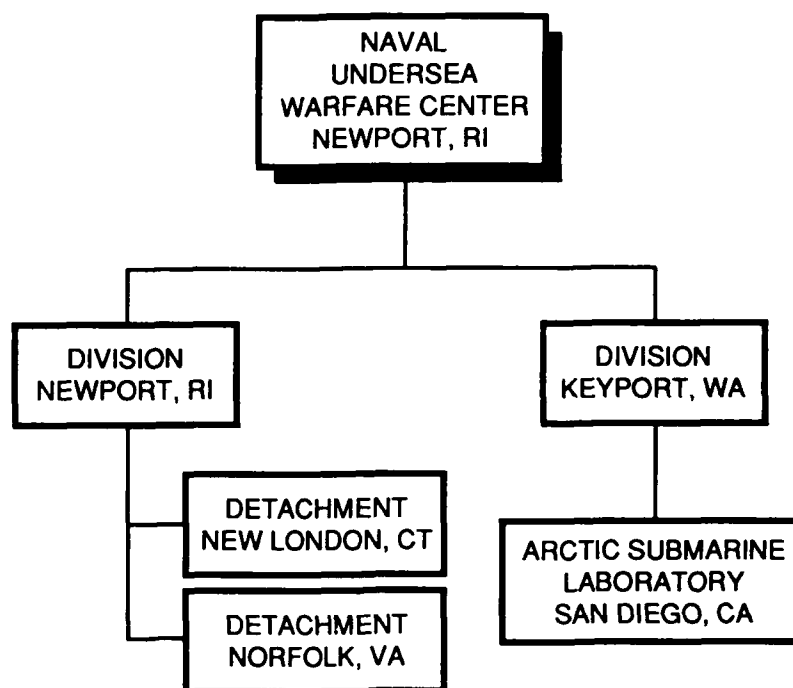 NAVAL
UNDERSEA
WARFARE CENTER
NEWPORT, RI
DIVISION
NEWPORT, RI
DIVISION
KEYPORT, WA
DETACHMENT
NEW LONDON, CT
DETACHMENT
NORFOLK, VA
ARCTIC SUBMARINE
LABORATORY
SAN DIEGO, CA